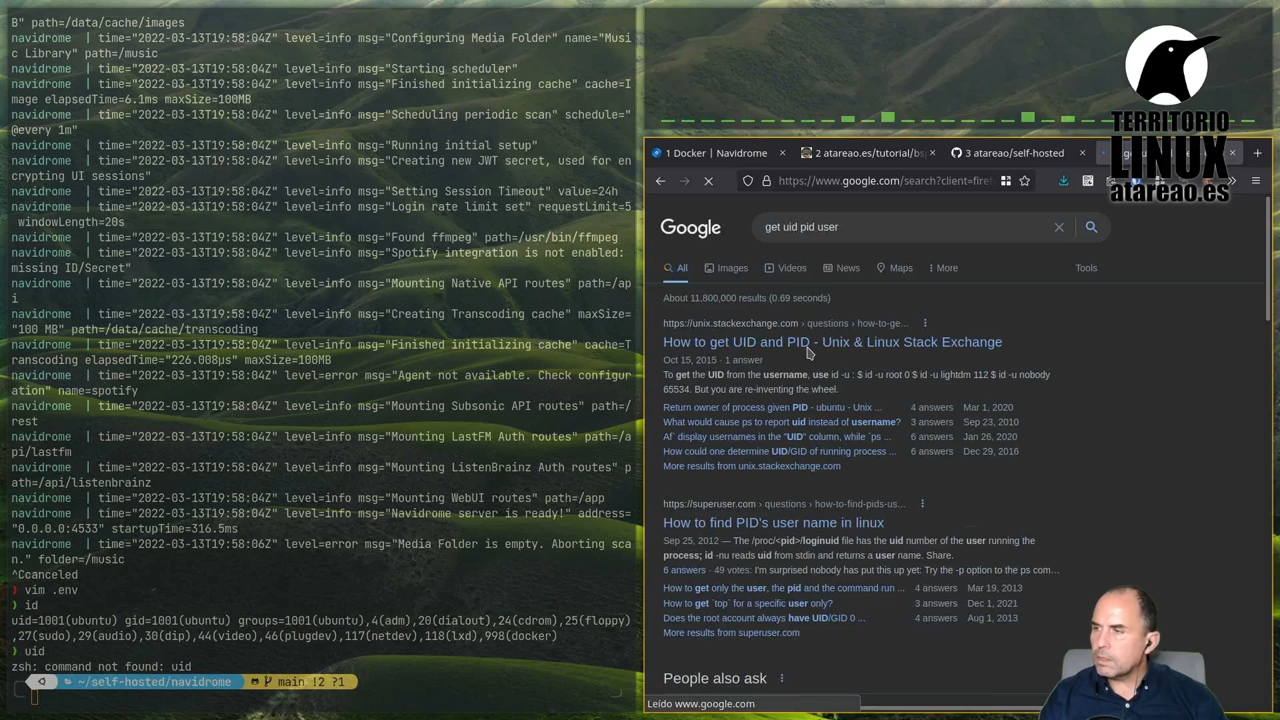 B" path=/data/cache/images
navidrome | time="2022-03-13T19:58:04Z" level=info msg="Configuring Media Folder" name="Musi
c Library" path=/music
navidrome | time="2022-03-13T19:58:04Z" level=info msg="Starting scheduler"
navidrome | time="2022-03-13T19:58:04Z" level=info msg="Finished initializing cache" cache=I
mage elapsedTime=6.1ms maxSize=100MB
navidrome | time="2022-03-13T19:58:04Z" level=info msg="Scheduling periodic scan" schedule="
@every 1m"
navidrome | time="2022-03-13T19:58:04Z" level=info msg="Running initial setup"
navidrome | time="2022-03-13T19:58:04Z" level=info msg="Creating new JWT secret, used for en
crypting UI sessions"
navidrome | time="2022-03-13T19:58:04Z" level=info msg="Setting Session Timeout" value=24h
navidrome | time="2022-03-13T19:58:04Z" level=info msg="Login rate limit set" requestLimit=5
windowLength=20s
navidrome | time="2022-03-13T19:58:04Z" level=info msg="Found ffmpeg" path=/usr/bin/ffmpeg
navidrome | time="2022-03-13T19:58:04Z" level=info msg="Spotify integration is not enabled:
missing ID/Secret"
navidrome | time="2022-03-13T19:58:04Z" level=info msg="Mounting Native API routes" path=/ap
i
navidrome | time="2022-03-13T19:58:04Z" level=info msg="Creating Transcoding cache" maxSize=
"100 MB" path=/data/cache/transcoding
navidrome | time="2022-03-13T19:58:04Z" level=info msg="Finished initializing cache" cache=T
ranscoding elapsedTime="226.008µs" maxSize=100MB
navidrome | time="2022-03-13T19:58:04Z" level=error msg="Agent not available. Check configur
ation" name=spotify
navidrome | time="2022-03-13T19:58:04Z" level=info msg="Mounting Subsonic API routes" path=/
rest
navidrome | time="2022-03-13T19:58:04Z" level=info msg="Mounting LastFM Auth routes" path=/a
pi/lastfm
navidrome | time="2022-03-13T19:58:04Z" level=info msg="Mounting ListenBrainz Auth routes" p
ath=/api/listenbrainz
navidrome | time="2022-03-13T19:58:04Z" level=info msg="Mounting WebUI routes" path=/app
navidrome | time="2022-03-13T19:58:04Z" level=info msg="Navidrome server is ready!" address=
"0.0.0.0:4533" startupTime=316.5ms
navidrome | time="2022-03-13T19:58:04Z" level=error msg="Media Folder is empty. Aborting sca
n." folder=/music
^Ccanceled
❯ vim .env
❯ id
uid=1001(ubuntu) gid=1001(ubuntu) groups=1001(ubuntu),4(adm),20(dialout),24(cdrom),25(floppy)
,27(sudo),29(audio),30(dip),44(video),46(plugdev),117(netdev),118(lxd),998(docker)
❯ uid
zsh: command not found: uid
~/self-hosted/navidrome main !2 ?1
TERRITORIO
LINUX
atareao.es
1 Docker | Navidrome
2 atareao.es/tutorial/bs
3 atareao/self-hosted
https://www.google.com/search?client=firef
Google
get uid pid user
All Images Videos News Maps More Tools
About 11,800,000 results (0.69 seconds)
https://unix.stackexchange.com › questions › how-to-ge...
How to get UID and PID - Unix & Linux Stack Exchange
Oct 15, 2015 · 1 answer
To get the UID from the username, use id -u : $ id -u root 0 $ id -u lightdm 112 $ id -u nobody
65534. But you are re-inventing the wheel.
Return owner of process given PID - ubuntu - Unix ... 4 answers Mar 1, 2020
What would cause ps to report uid instead of username? 3 answers Sep 23, 2010
Af` display usernames in the "UID" column, while `ps ... 6 answers Jan 26, 2020
How could one determine UID/GID of running process ... 6 answers Dec 29, 2016
More results from unix.stackexchange.com
https://superuser.com › questions › how-to-find-pids-us...
How to find PID's user name in linux
Sep 25, 2012 — The /proc/<pid>/loginuid file has the uid number of the user running the
process; id -nu reads uid from stdin and returns a user name. Share.
6 answers · 49 votes: I'm surprised nobody has put this up yet: Try the -p option to the ps com…
How to get only the user, the pid and the command run ... 4 answers Mar 19, 2013
How to get `top` for a specific user only? 3 answers Dec 1, 2021
Does the root account always have UID/GID 0 ... 4 answers Aug 1, 2013
More results from superuser.com
People also ask
Leído www.google.com